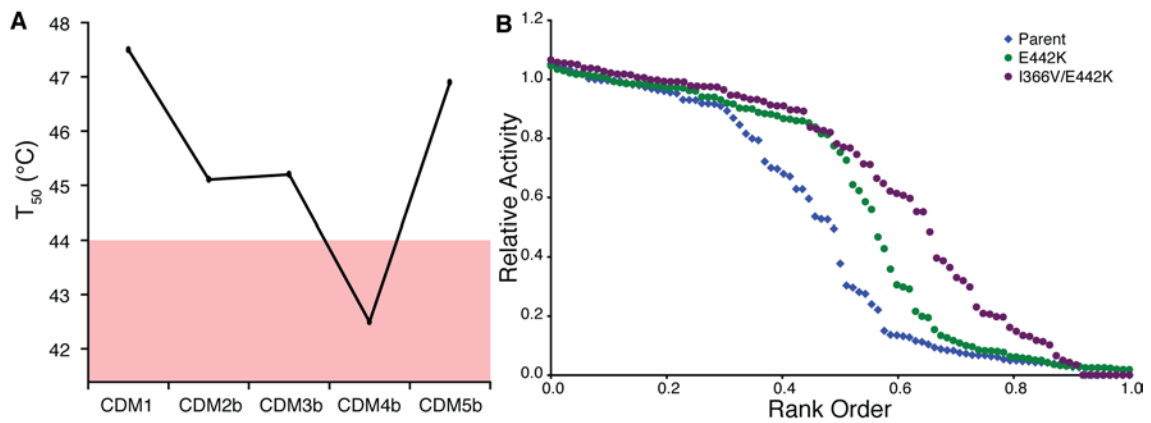 A
T50 (°C)
48
47
46
45
44
43
42
CDM1 CDM2b CDM3b CDM4b CDM5b
B
Relative Activity
1.2
1.0
0.8
0.6
0.4
0.2
0.0
0.0 0.2 0.4 0.6 0.8 1.0
Rank Order
Parent
E442K
I366V/E442K